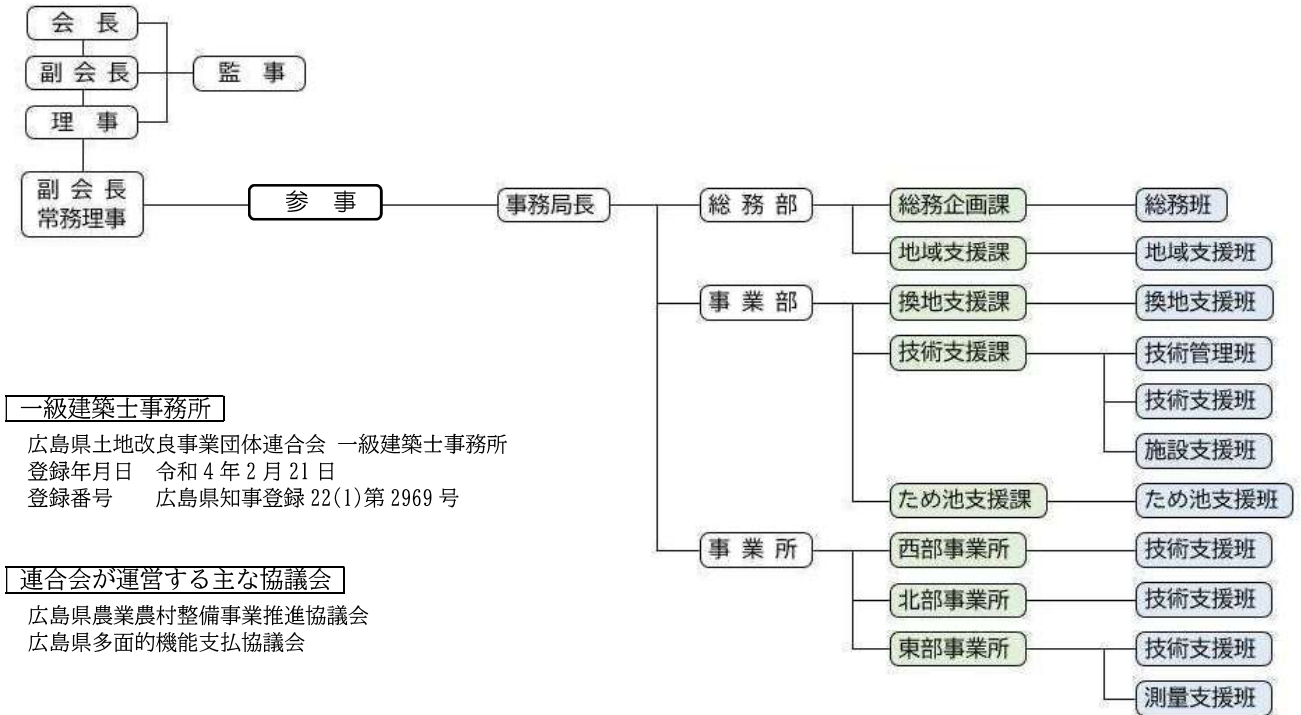 会 長
副 会 長
監 事
理 事
副 会 長
常務理事
参 事
事務局長
総 務 部
総務企画課
総務班
地域支援課
地域支援班
事 業 部
換地支援課
換地支援班
技術支援課
技術管理班
技術支援班
施設支援班
ため池支援課
ため池支援班
事 業 所
西部事業所
技術支援班
北部事業所
技術支援班
東部事業所
技術支援班
測量支援班
一級建築士事務所
広島県土地改良事業団体連合会 一級建築士事務所
登録年月日 令和4年2月21日
登録番号 広島県知事登録22(1)第2969号
連合会が運営する主な協議会
広島県農業農村整備事業推進協議会
広島県多面的機能支払協議会